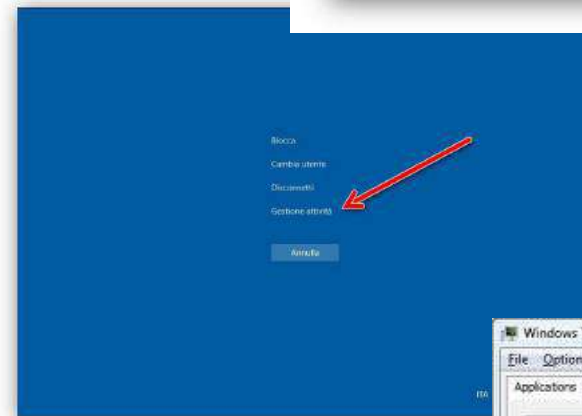 Blocca
Cambia utente
Disconnetti
Gestione attività
Annulla
ITA
Windows
File Option
Applications